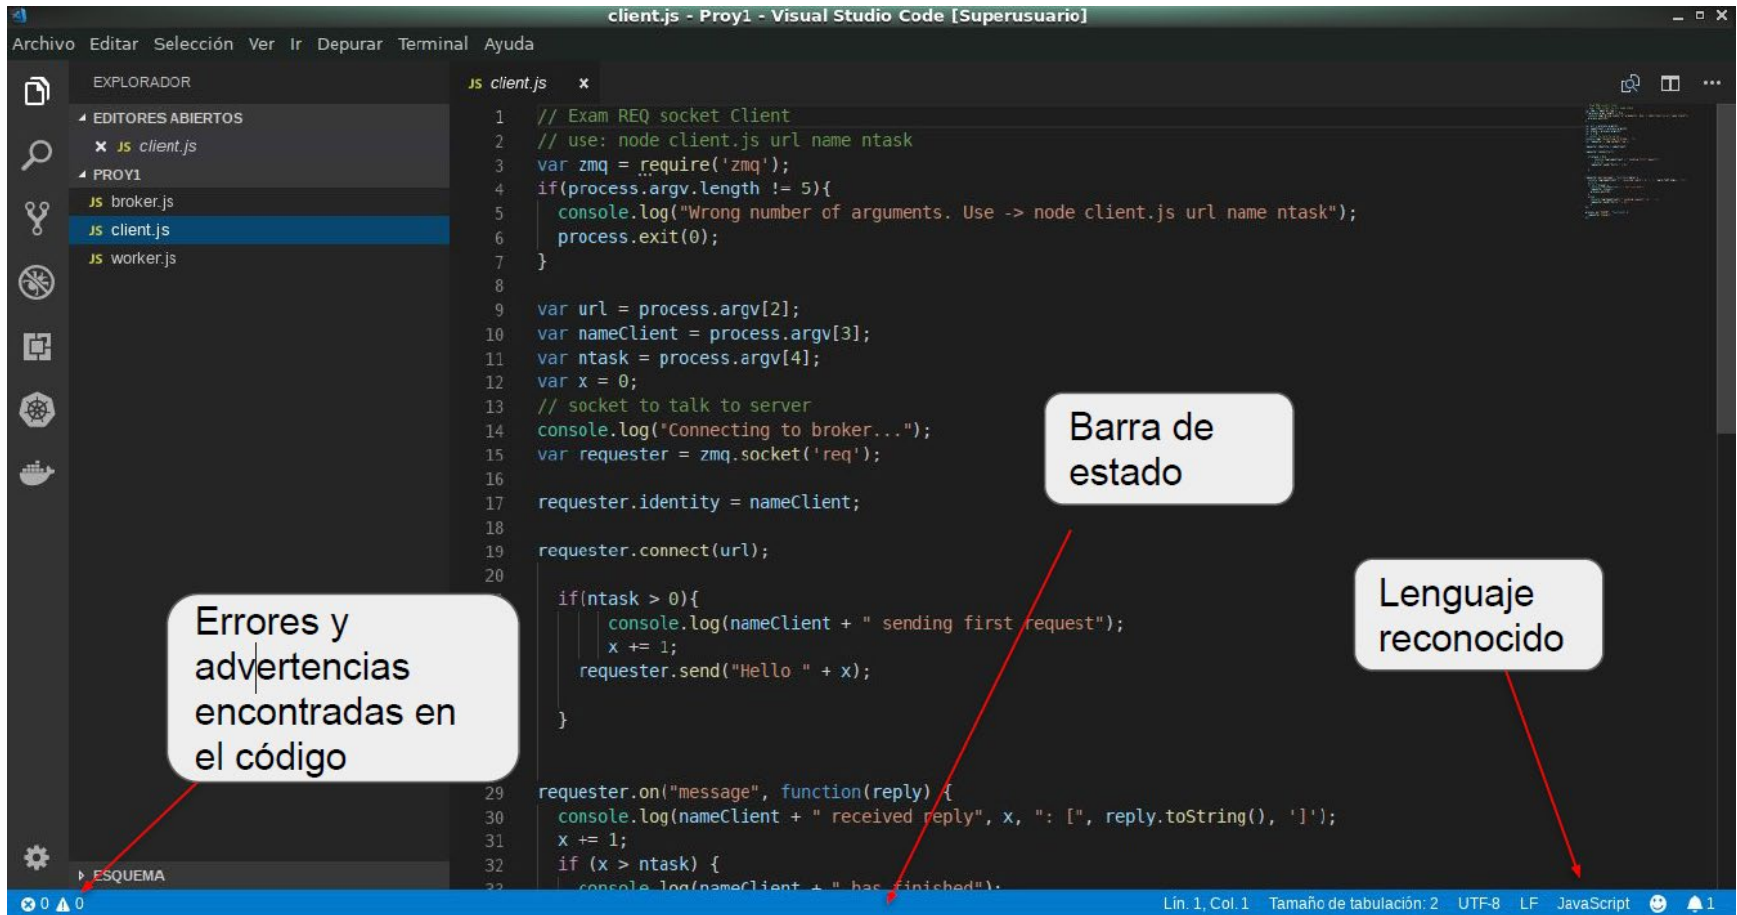 client.js - Proy1 - Visual Studio Code [Superusuario]
Archivo Editar Selección Ver Ir Depurar Terminal Ayuda
EXPLORADOR
EDITORES ABIERTOS
JS client.js
PROY1
JS broker.js
JS client.js
JS worker.js
ESQUEMA
JS client.js
1 // Exam REQ socket Client
2 // use: node client.js url name ntask
3 var zmq = require('zmq');
4 if(process.argv.length != 5){
5 console.log("Wrong number of arguments. Use -> node client.js url name ntask");
6 process.exit(0);
7 }
8
9 var url = process.argv[2];
10 var nameClient = process.argv[3];
11 var ntask = process.argv[4];
12 var x = 0;
13 // socket to talk to server
14 console.log("Connecting to broker...");
15 var requester = zmq.socket('req');
16
17 requester.identity = nameClient;
18
19 requester.connect(url);
20
if(ntask > 0){
console.log(nameClient + " sending first request");
x += 1;
requester.send("Hello " + x);
}
29 requester.on("message", function(reply) {
30 console.log(nameClient + " received reply", x, ": [", reply.toString(), ']');
31 x += 1;
32 if (x > ntask) {
33 console.log(nameClient + " has finished");
Barra de
estado
Lenguaje
reconocido
Errores y
advertencias
encontradas en
el código
0 0
Lín. 1, Col. 1 Tamaño de tabulación: 2 UTF-8 LF JavaScript 1